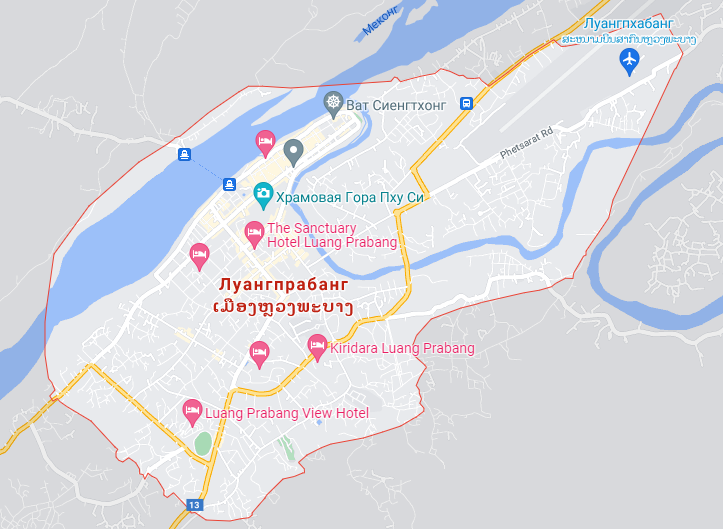 Меконг
Луангпхабанг
ສະໜາມບິນສາກົນຫຼວງພະບາງ
Ват Сиенгтхонг
Phetsarat Rd
Храмовая Гора Пху Си
The Sanctuary
Hotel Luang Prabang
Луангпрабанг
ເມືອງຫຼວງພະບາງ
Kiridara Luang Prabang
Luang Prabang View Hotel
13